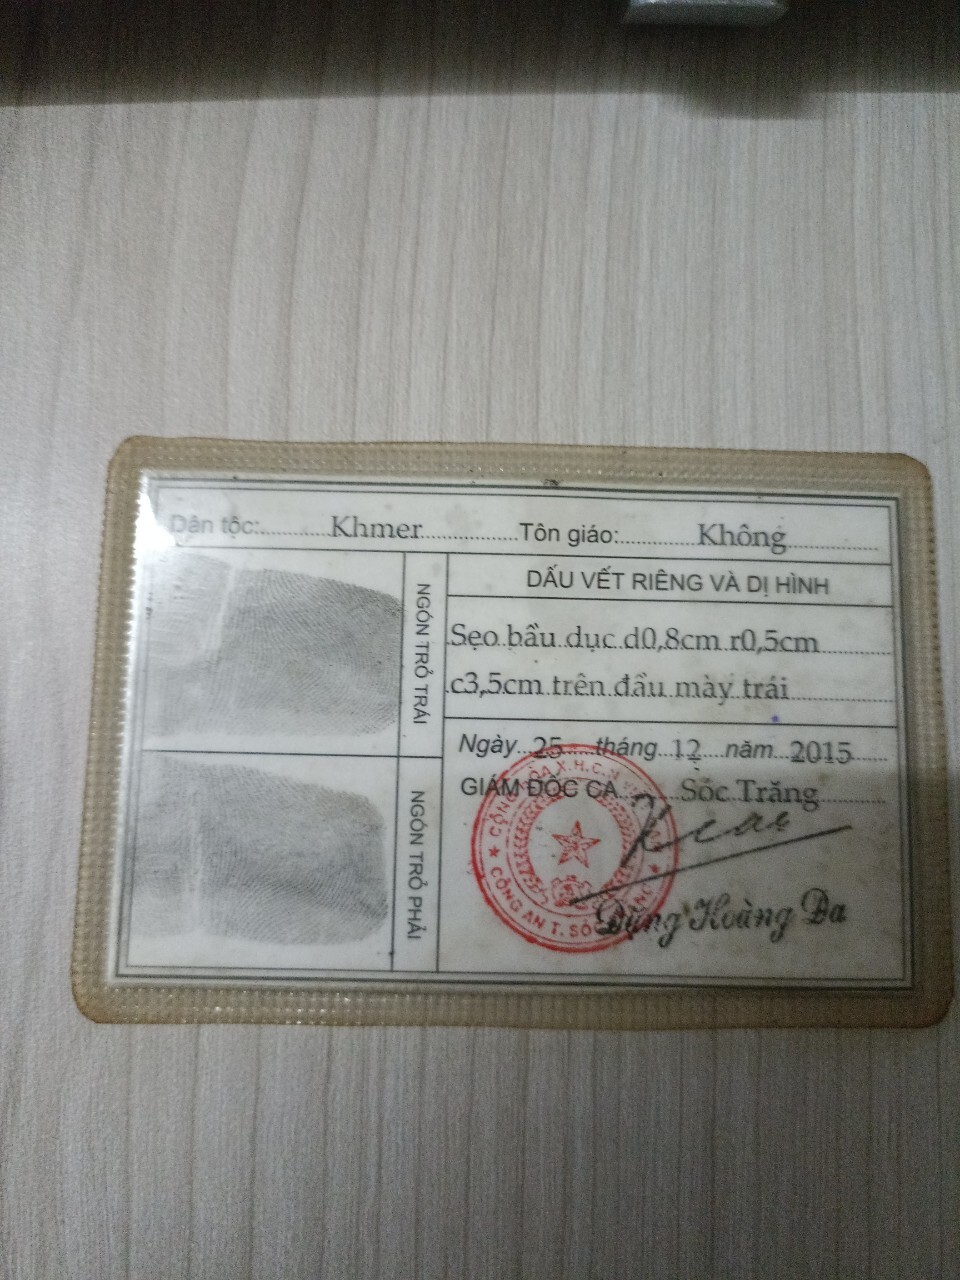 Dân tộc: Khmer Tôn giáo: Không
NGÓN TRỎ TRÁI
DẤU VẾT RIÊNG VÀ DỊ HÌNH
Sẹo bầu dục d0,8cm r0,5cm
c3,5cm trên đầu mày trái
NGÓN TRỎ PHẢI
Ngày 25 tháng 12 năm 2015
GIÁM ĐỐC CA Sóc Trăng
CỘNG HÒA X.H.C.N
CÔNG AN T. SÓC TRĂNG
Đặng Hoàng Đa